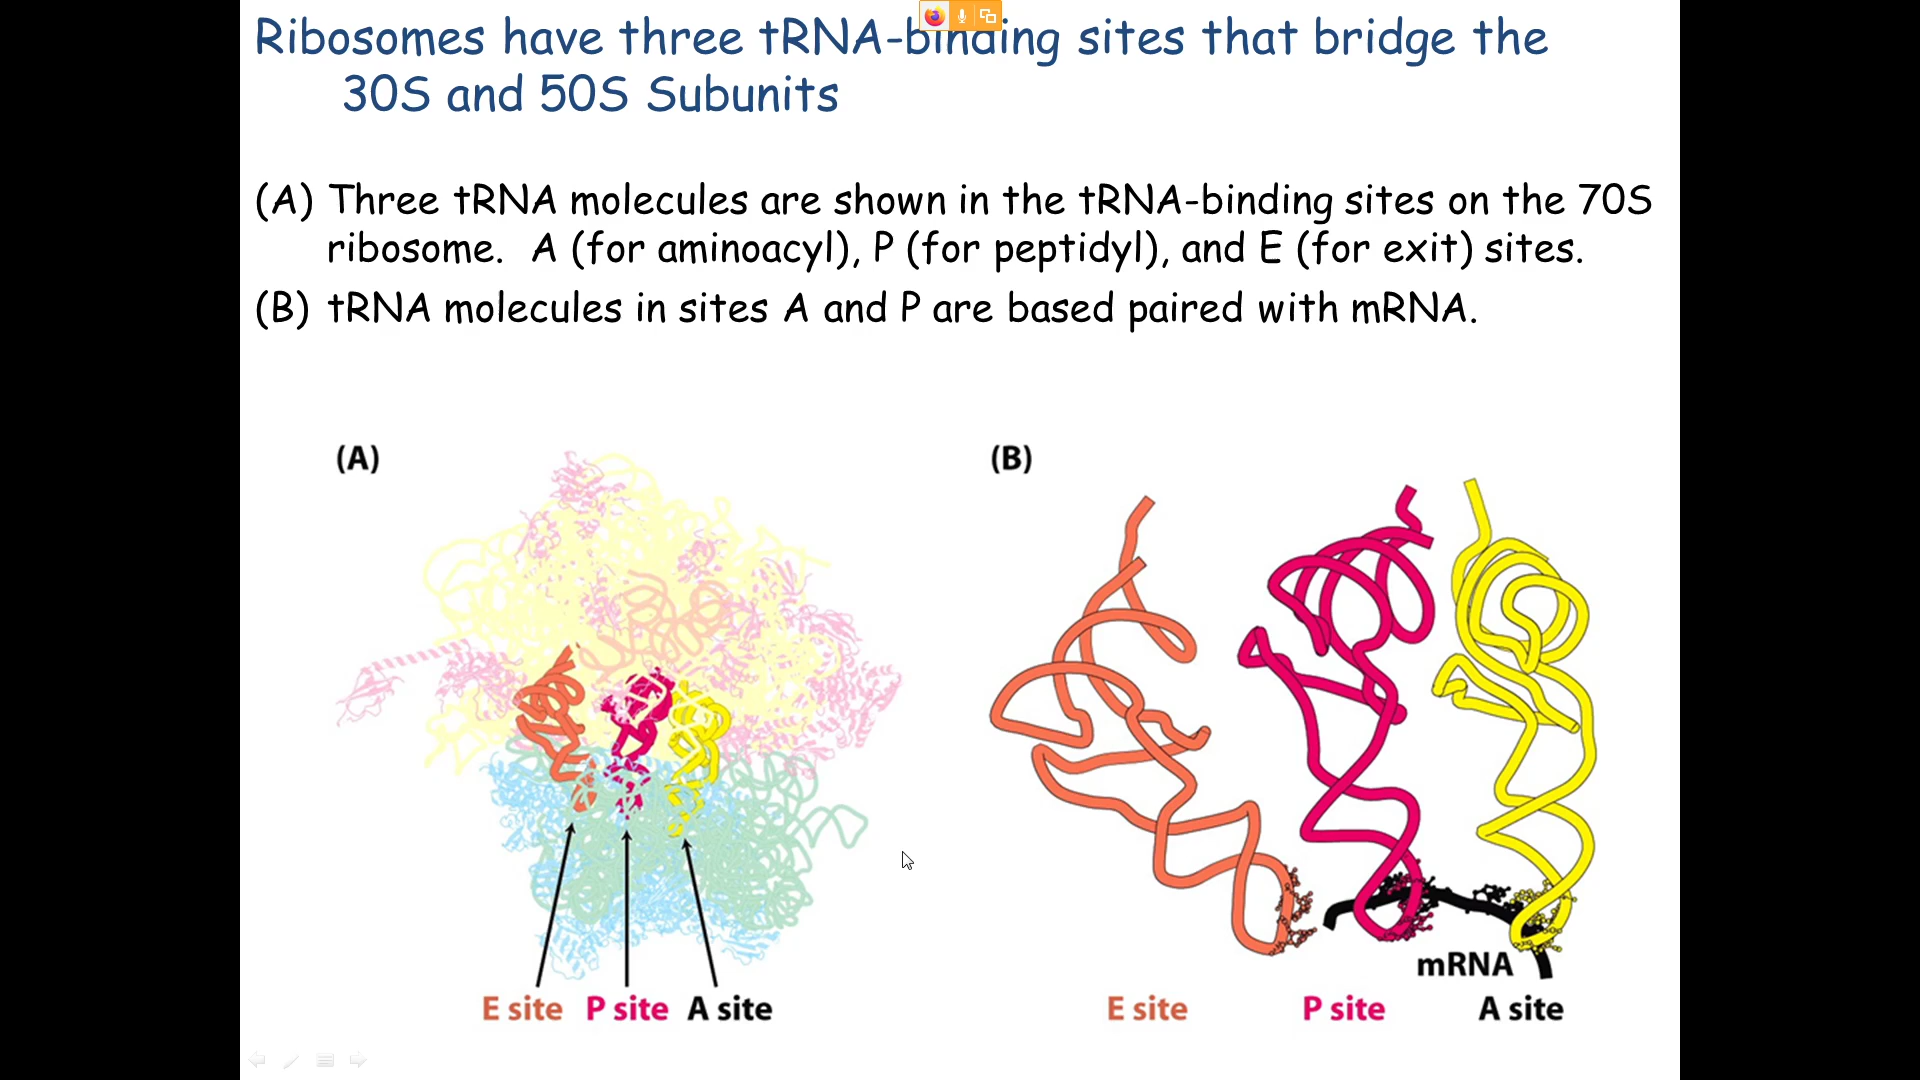 Ribosomes have three tRNA-binding sites that bridge the
30S and 50S Subunits
(A) Three tRNA molecules are shown in the tRNA-binding sites on the 70S
ribosome.  A (for aminoacyl), P (for peptidyl), and E (for exit) sites.
(B) tRNA molecules in sites A and P are based paired with mRNA.
(A)
E site P site A site
(B)
mRNA
E site P site A site